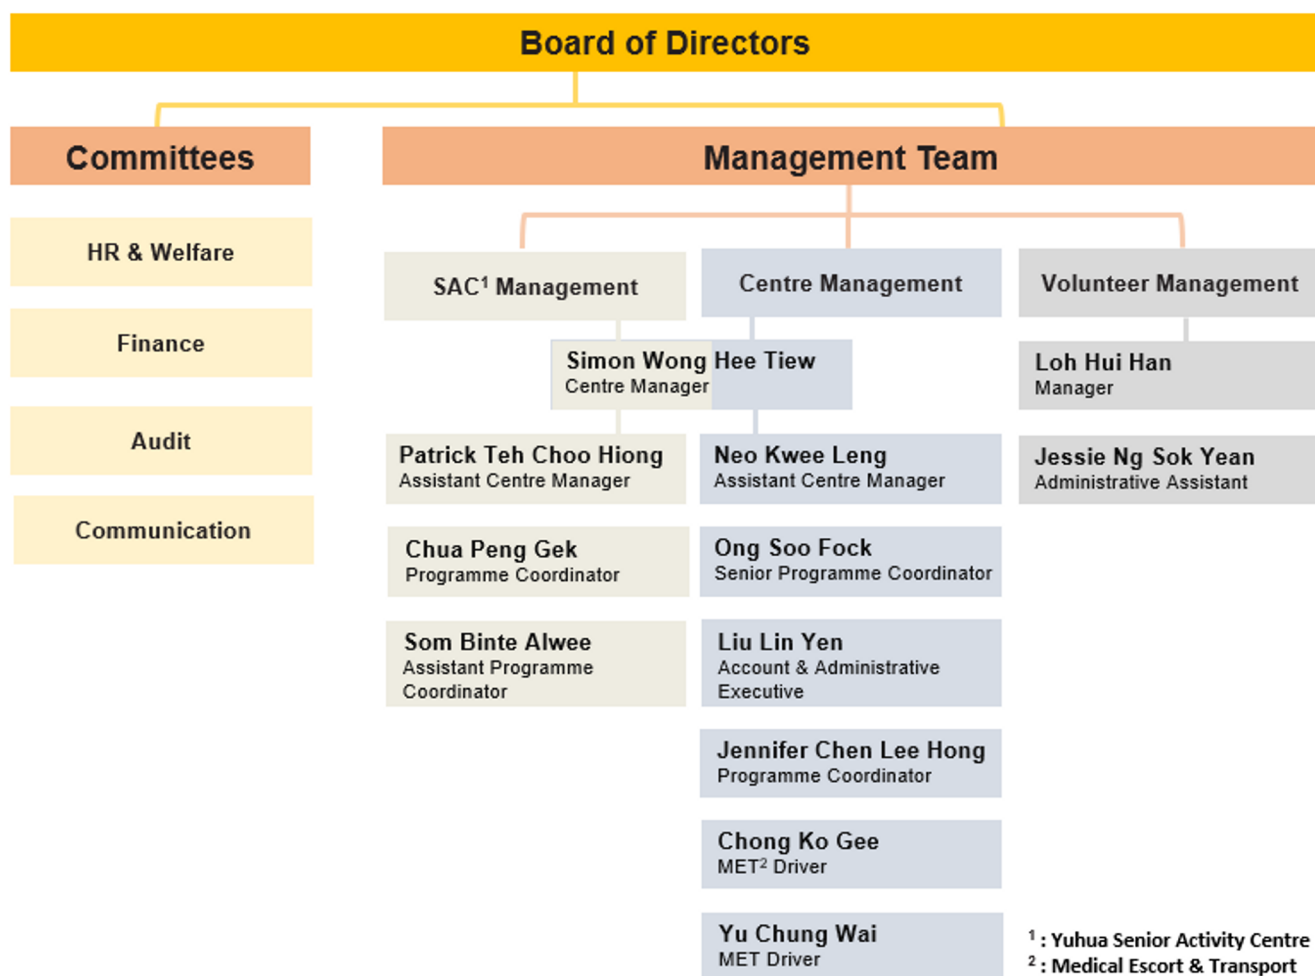 Board of Directors
Committees
Management Team
HR & Welfare
Finance
Audit
Communication
SAC¹ Management
Centre Management
Volunteer Management
Simon Wong Hee Tiew
Centre Manager
Patrick Teh Choo Hiong
Assistant Centre Manager
Chua Peng Gek
Programme Coordinator
Som Binte Alwee
Assistant Programme
Coordinator
Neo Kwee Leng
Assistant Centre Manager
Ong Soo Fock
Senior Programme Coordinator
Liu Lin Yen
Account & Administrative
Executive
Jennifer Chen Lee Hong
Programme Coordinator
Chong Ko Gee
MET² Driver
Yu Chung Wai
MET Driver
Loh Hui Han
Manager
Jessie Ng Sok Yean
Administrative Assistant
¹ : Yuhua Senior Activity Centre
² : Medical Escort & Transport